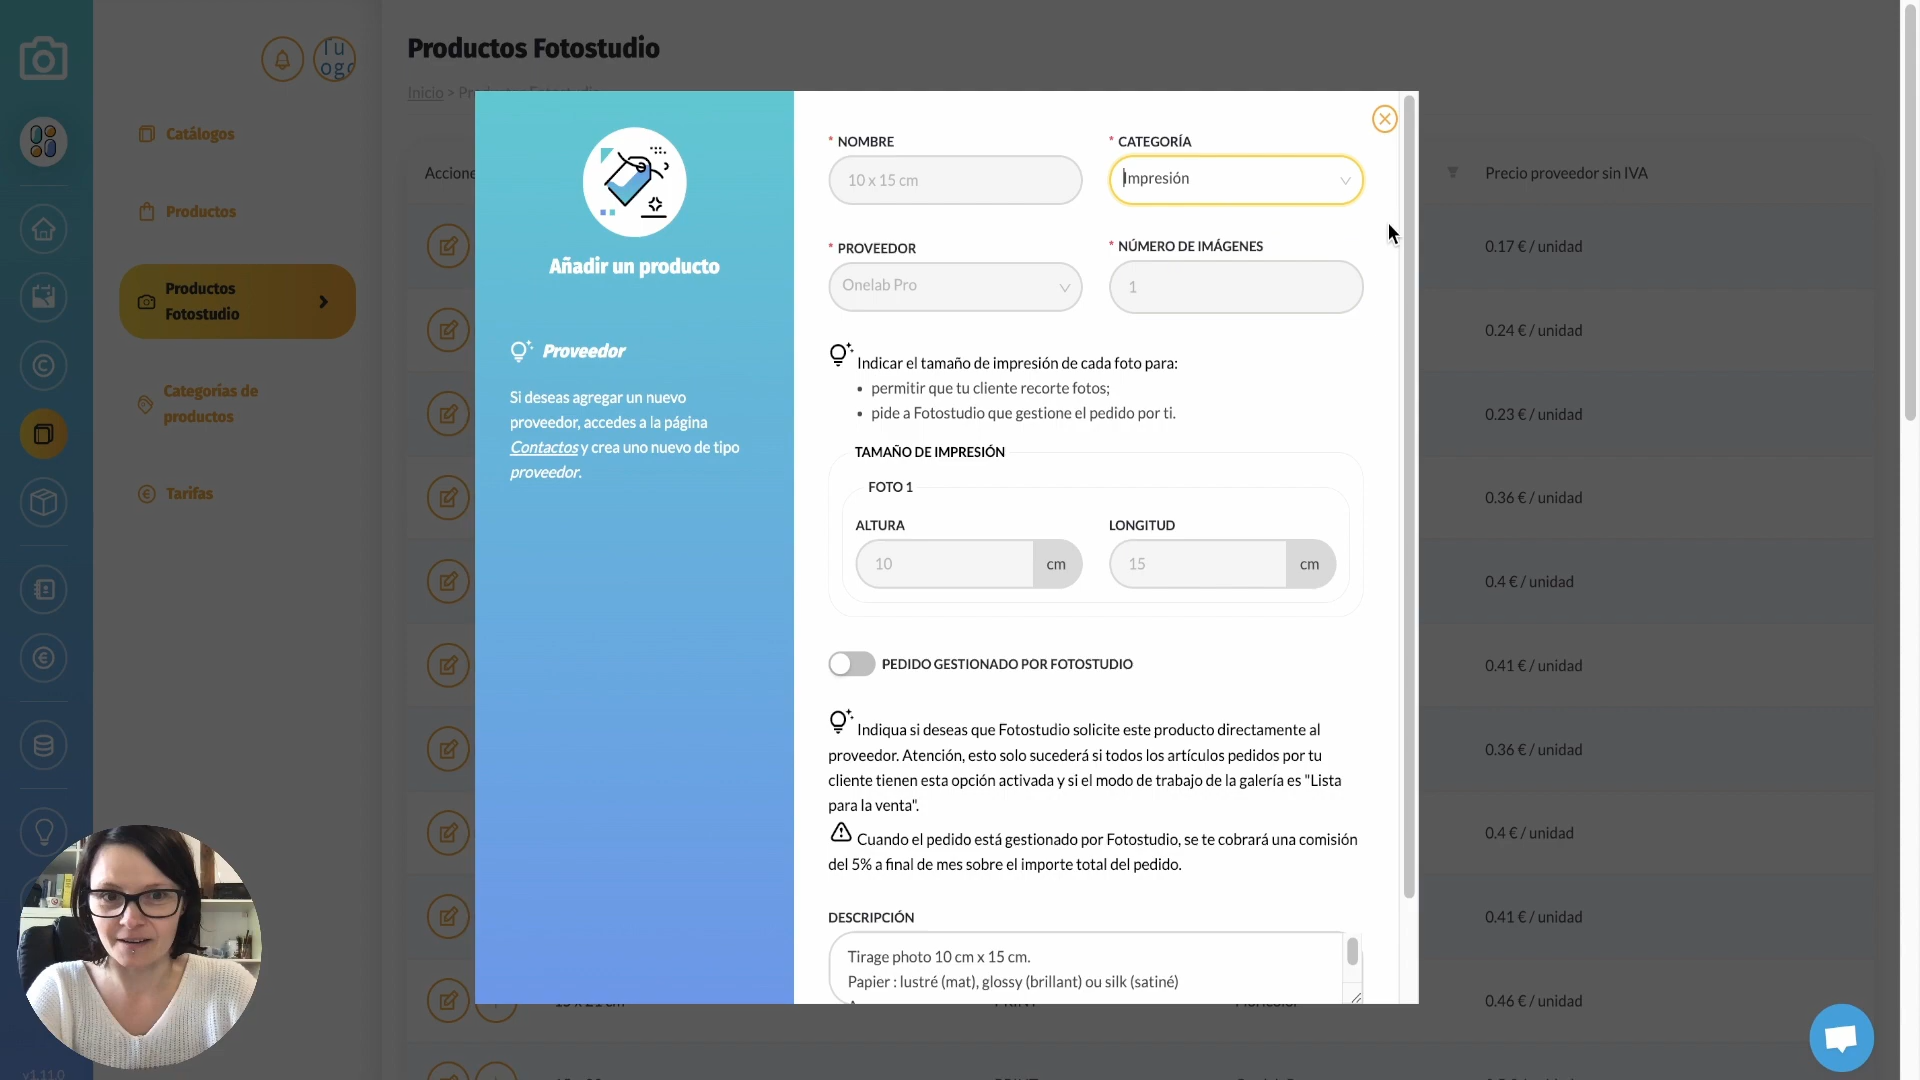 Productos Fotostudio
Inicio > Productos Fotostudio
Tu
logo
Catálogos
Productos
Productos
Fotostudio
Categorías de
productos
Tarifas
v1.11.0
Añadir un producto
Proveedor
Si deseas agregar un nuevo
proveedor, accedes a la página
Contactos y crea uno nuevo de tipo
proveedor.
* NOMBRE
10 x 15 cm
* CATEGORÍA
Impresión
* PROVEEDOR
Onelab Pro
* NÚMERO DE IMÁGENES
1
Indicar el tamaño de impresión de cada foto para:
• permitir que tu cliente recorte fotos;
• pide a Fotostudio que gestione el pedido por ti.
TAMAÑO DE IMPRESIÓN
FOTO 1
ALTURA
10 cm
LONGITUD
15 cm
PEDIDO GESTIONADO POR FOTOSTUDIO
Indiqua si deseas que Fotostudio solicite este producto directamente al
proveedor. Atención, esto solo sucederá si todos los artículos pedidos por tu
cliente tienen esta opción activada y si el modo de trabajo de la galería es "Lista
para la venta".
Cuando el pedido está gestionado por Fotostudio, se te cobrará una comisión
del 5% a final de mes sobre el importe total del pedido.
DESCRIPCIÓN
Tirage photo 10 cm x 15 cm.
Papier : lustré (mat), glossy (brillant) ou silk (satiné)
Accione
Precio proveedor sin IVA
0.17 € / unidad
0.24 € / unidad
0.23 € / unidad
0.36 € / unidad
0.4 € / unidad
0.41 € / unidad
0.36 € / unidad
0.4 € / unidad
0.41 € / unidad
0.46 € / unidad